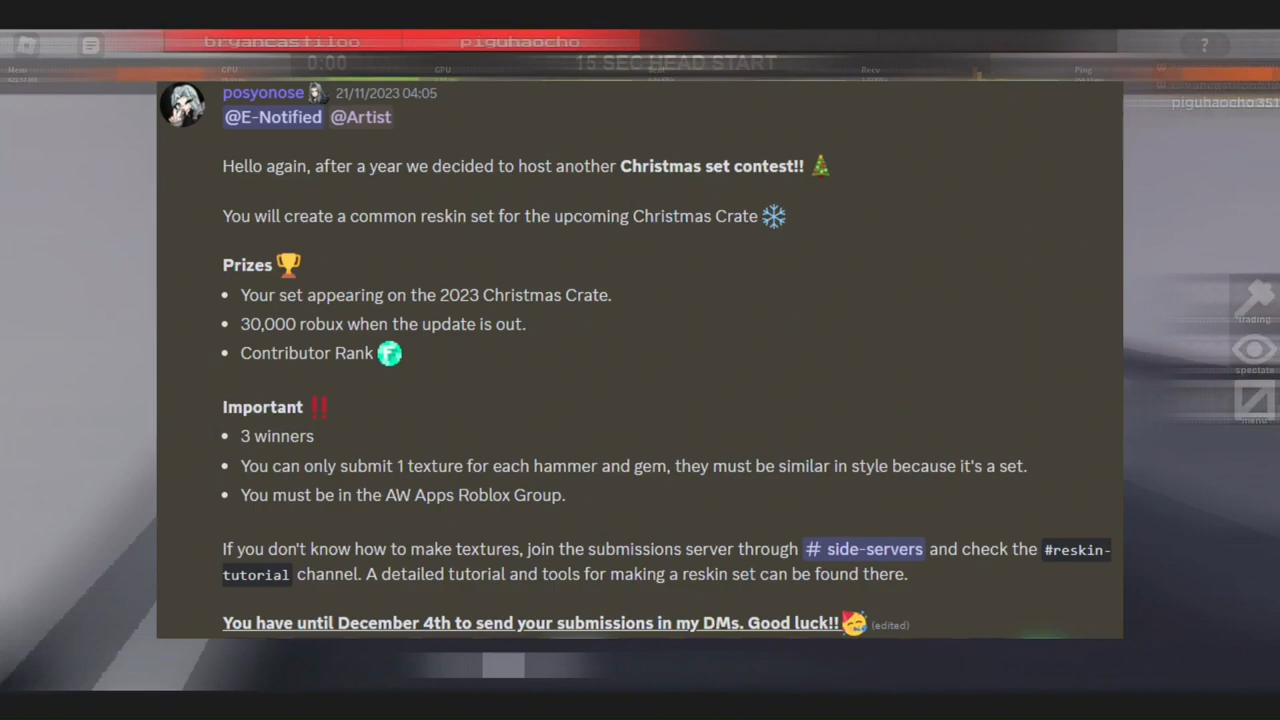 bryancastiloo piguhaocho
0:00 15 SEC HEAD START
Mem CPU GPU Sent Recv Ping
piguhaocho351
posyonose 21/11/2023 04:05
@E-Notified @Artist
Hello again, after a year we decided to host another Christmas set contest!!
You will create a common reskin set for the upcoming Christmas Crate
Prizes
• Your set appearing on the 2023 Christmas Crate.
• 30,000 robux when the update is out.
• Contributor Rank F
Important ‼
• 3 winners
• You can only submit 1 texture for each hammer and gem, they must be similar in style because it's a set.
• You must be in the AW Apps Roblox Group.
If you don't know how to make textures, join the submissions server through # side-servers and check the #reskin-
tutorial channel. A detailed tutorial and tools for making a reskin set can be found there.
You have until December 4th to send your submissions in my DMs. Good luck!! (edited)
?
trading
spectate
menu